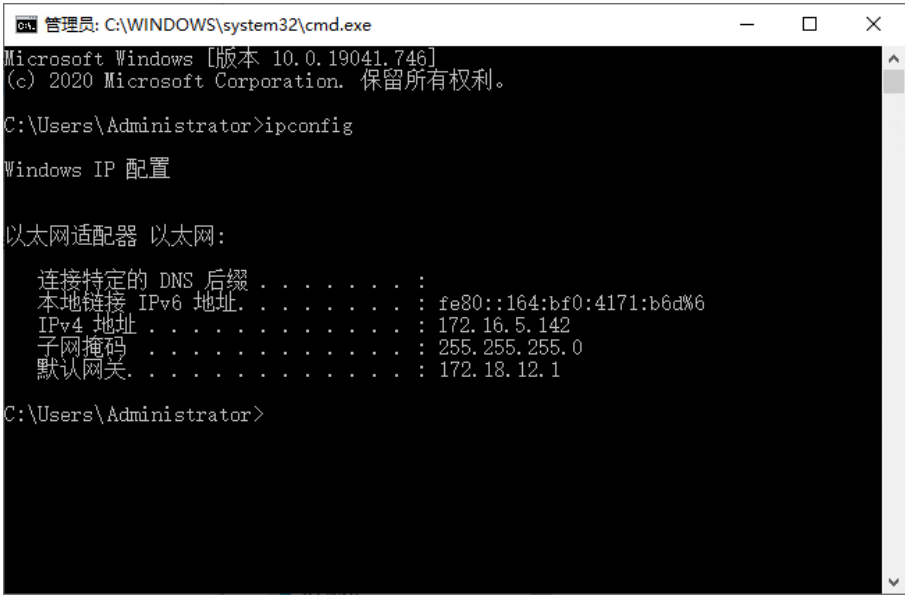 管理员: C:\WINDOWS\system32\cmd.exe
Microsoft Windows [版本 10.0.19041.746]
(c) 2020 Microsoft Corporation. 保留所有权利。
C:\Users\Administrator>ipconfig
Windows IP 配置
以太网适配器 以太网:
连接特定的 DNS 后缀 . . . . . . . :
本地链接 IPv6 地址. . . . . . . . : fe80::164:bf0:4171:b6d%6
IPv4 地址 . . . . . . . . . . . . : 172.16.5.142
子网掩码  . . . . . . . . . . . . : 255.255.255.0
默认网关. . . . . . . . . . . . . : 172.18.12.1
C:\Users\Administrator>